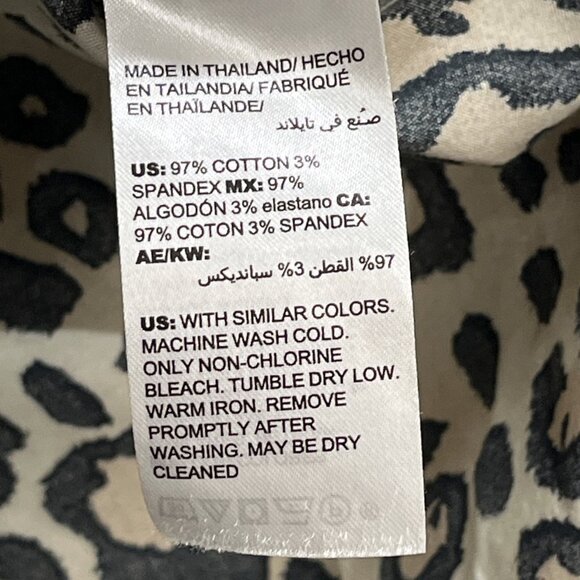 MADE IN THAILAND/ HECHO
EN TAILANDIA/ FABRIQUÉ
EN THAÏLANDE/
صُنع في تايلاند
US: 97% COTTON 3%
SPANDEX MX: 97%
ALGODÓN 3% elastano CA:
97% COTON 3% SPANDEX
AE/KW:
97% القطن 3% سبانديكس
US: WITH SIMILAR COLORS.
MACHINE WASH COLD.
ONLY NON-CHLORINE
BLEACH. TUMBLE DRY LOW.
WARM IRON. REMOVE
PROMPTLY AFTER
WASHING. MAY BE DRY
CLEANED